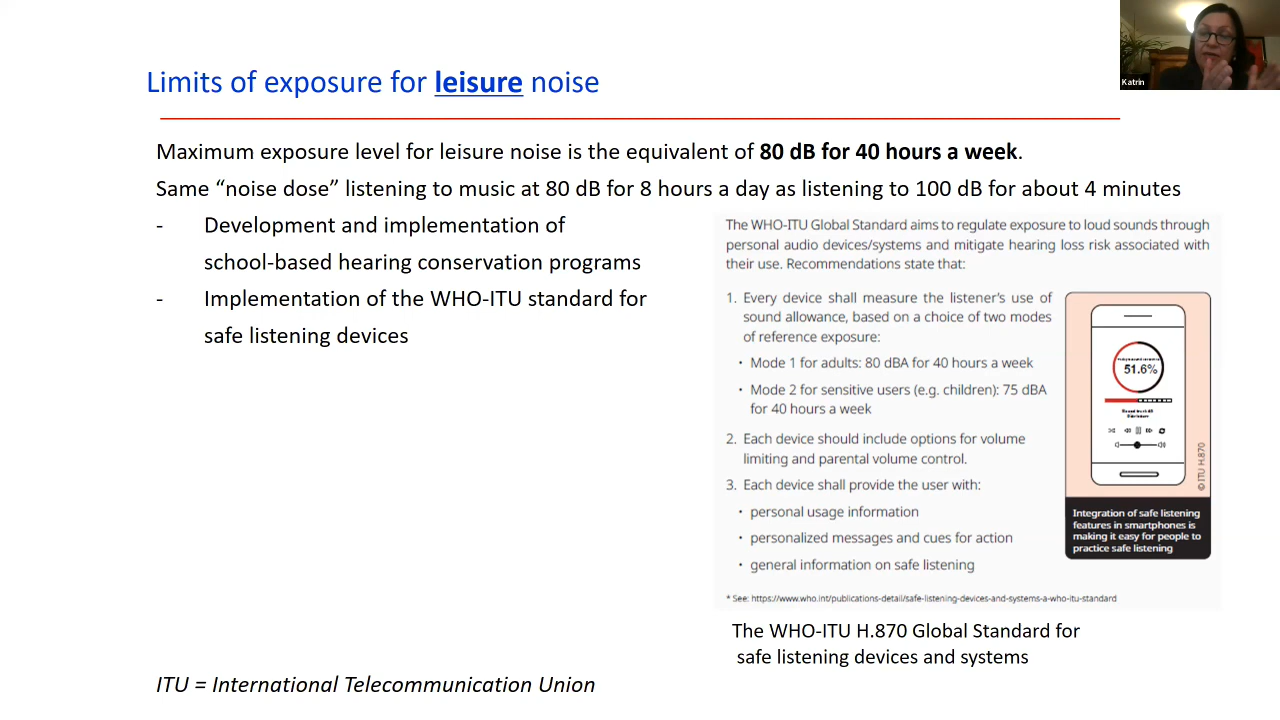 Katrin
Limits of exposure for leisure noise
Maximum exposure level for leisure noise is the equivalent of 80 dB for 40 hours a week.
Same “noise dose” listening to music at 80 dB for 8 hours a day as listening to 100 dB for about 4 minutes
- Development and implementation of
school-based hearing conservation programs
- Implementation of the WHO-ITU standard for
safe listening devices
The WHO-ITU Global Standard aims to regulate exposure to loud sounds through
personal audio devices/systems and mitigate hearing loss risk associated with
their use. Recommendations state that:
1. Every device shall measure the listener's use of
sound allowance, based on a choice of two modes
of reference exposure:
• Mode 1 for adults: 80 dBA for 40 hours a week
• Mode 2 for sensitive users (e.g. children): 75 dBA
for 40 hours a week
2. Each device should include options for volume
limiting and parental volume control.
3. Each device shall provide the user with:
• personal usage information
• personalized messages and cues for action
• general information on safe listening
51.6%
© ITU H.870
Integration of safe listening
features in smartphones is
making it easy for people to
practice safe listening
* See: https://www.who.int/publications-detail/safe-listening-devices-and-systems-a-who-itu-standard
The WHO-ITU H.870 Global Standard for
safe listening devices and systems
ITU = International Telecommunication Union